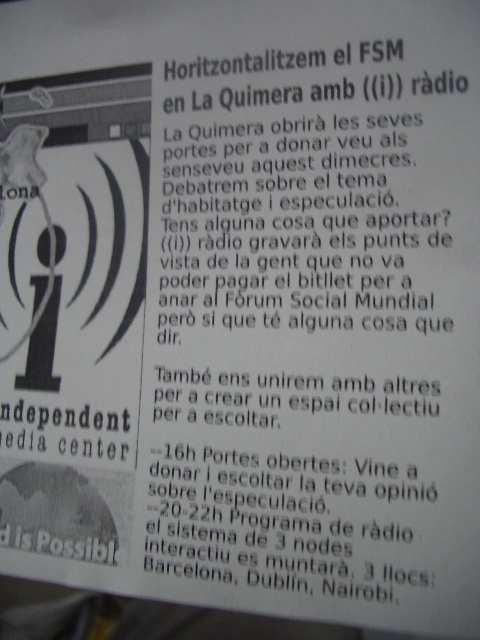 Horitzontalitzem el FSM
en La Quimera amb ((i)) ràdio
La Quimera obrirà les seves
portes per a donar veu als
senseveu aquest dimecres.
Debatrem sobre el tema
d'habitatge i especulació.
Tens alguna cosa que aportar?
((i)) ràdio gravarà els punts de
vista de la gent que no va
poder pagar el bitllet per a
anar al Fòrum Social Mundial
però si que té alguna cosa que
dir.
També ens unirem amb altres
per a crear un espai col·lectiu
per a escoltar.
--16h Portes obertes: Vine a
donar i escoltar la teva opinió
sobre l'especulació.
--20-22h Programa de ràdio
el sistema de 3 nodes
interactiu es muntarà. 3 llocs:
Barcelona, Dublín, Nairobi.
lona
i
ndependent
media center
d is Possibl